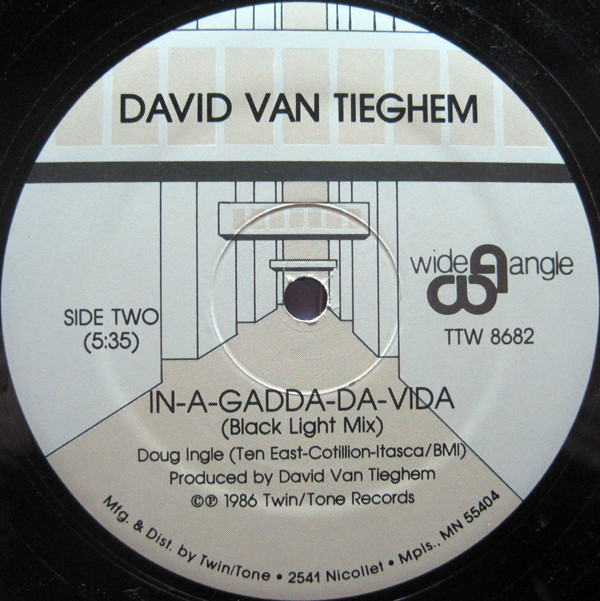 DAVID VAN TIEGHEM
wide angle
SIDE TWO
(5:35)
TTW 8682
IN-A-GADDA-DA-VIDA
(Black Light Mix)
Doug Ingle (Ten East-Cotillion-Itasca/BMI)
Produced by David Van Tieghem
©℗ 1986 Twin/Tone Records
Mfg. & Dist. by Twin/Tone • 2541 Nicollet • Mpls., MN 55404